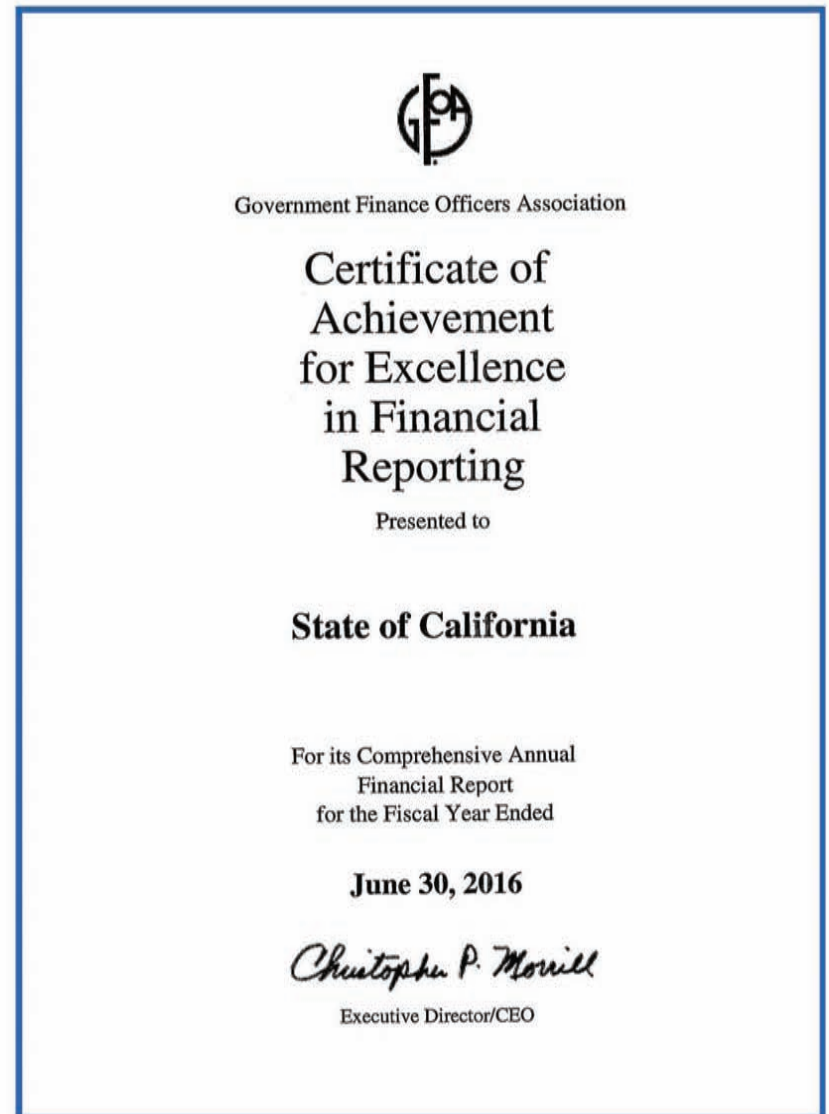 GFOA
Government Finance Officers Association
Certificate of
Achievement
for Excellence
in Financial
Reporting
Presented to
State of California
For its Comprehensive Annual
Financial Report
for the Fiscal Year Ended
June 30, 2016
Christopher P. Morrill
Executive Director/CEO